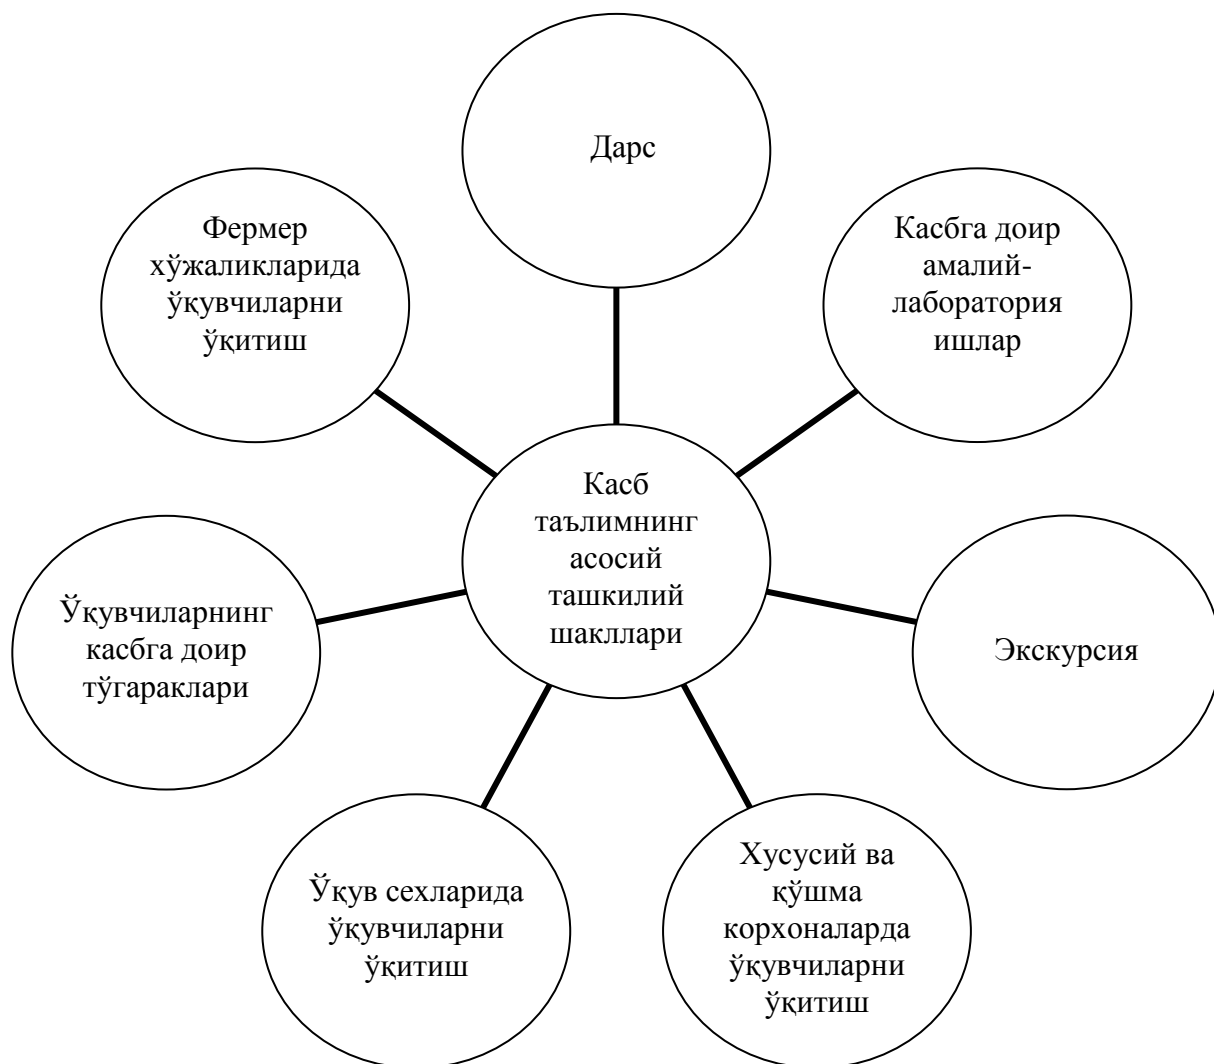 Дарс
Касбга доир
амалий-
лаборатория
ишлар
Экскурсия
Хусусий ва
қўшма
корхоналарда
ўқувчиларни
ўқитиш
Ўқув сехларида
ўқувчиларни
ўқитиш
Ўқувчиларнинг
касбга доир
тўгараклари
Фермер
хўжаликларида
ўқувчиларни
ўқитиш
Касб
таълимнинг
асосий
ташкилий
шакллари